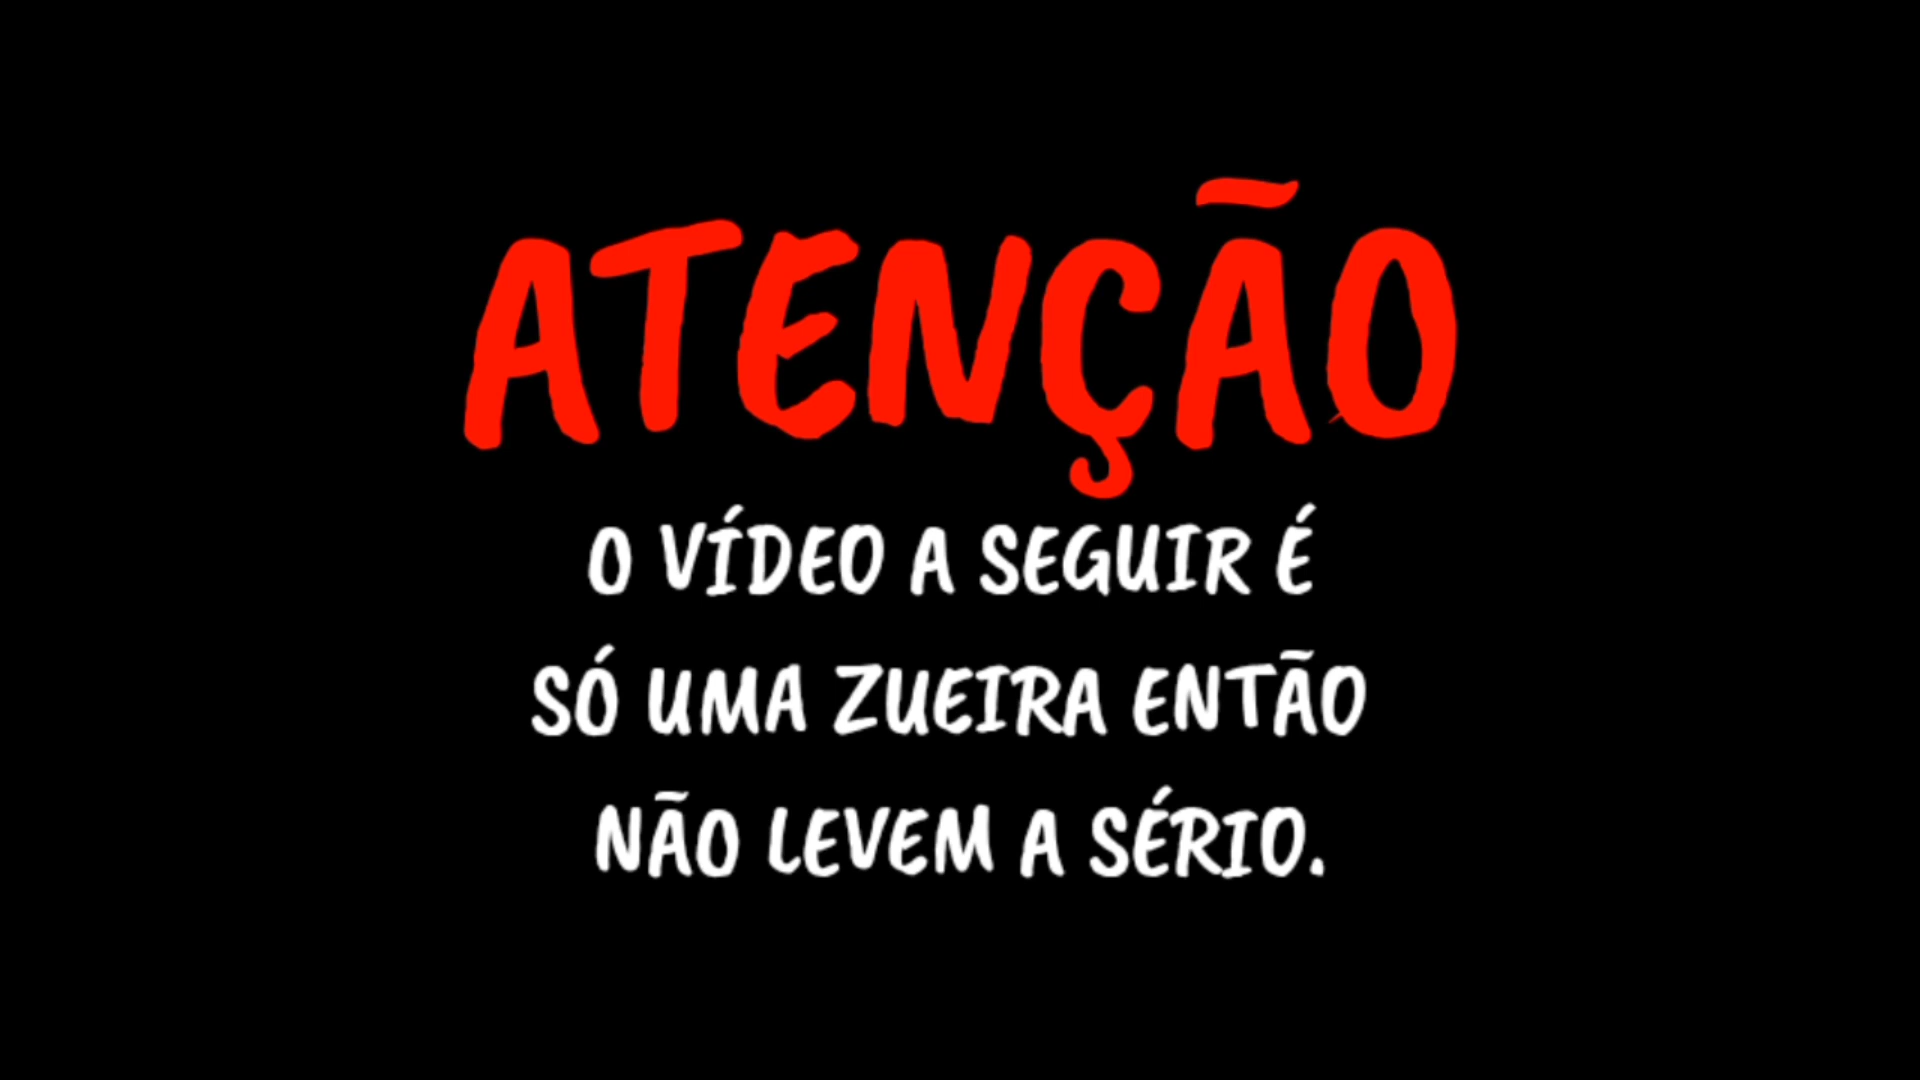 ATENÇÃO
O VÍDEO A SEGUIR É
SÓ UMA ZUEIRA ENTÃO
NÃO LEVEM A SÉRIO.